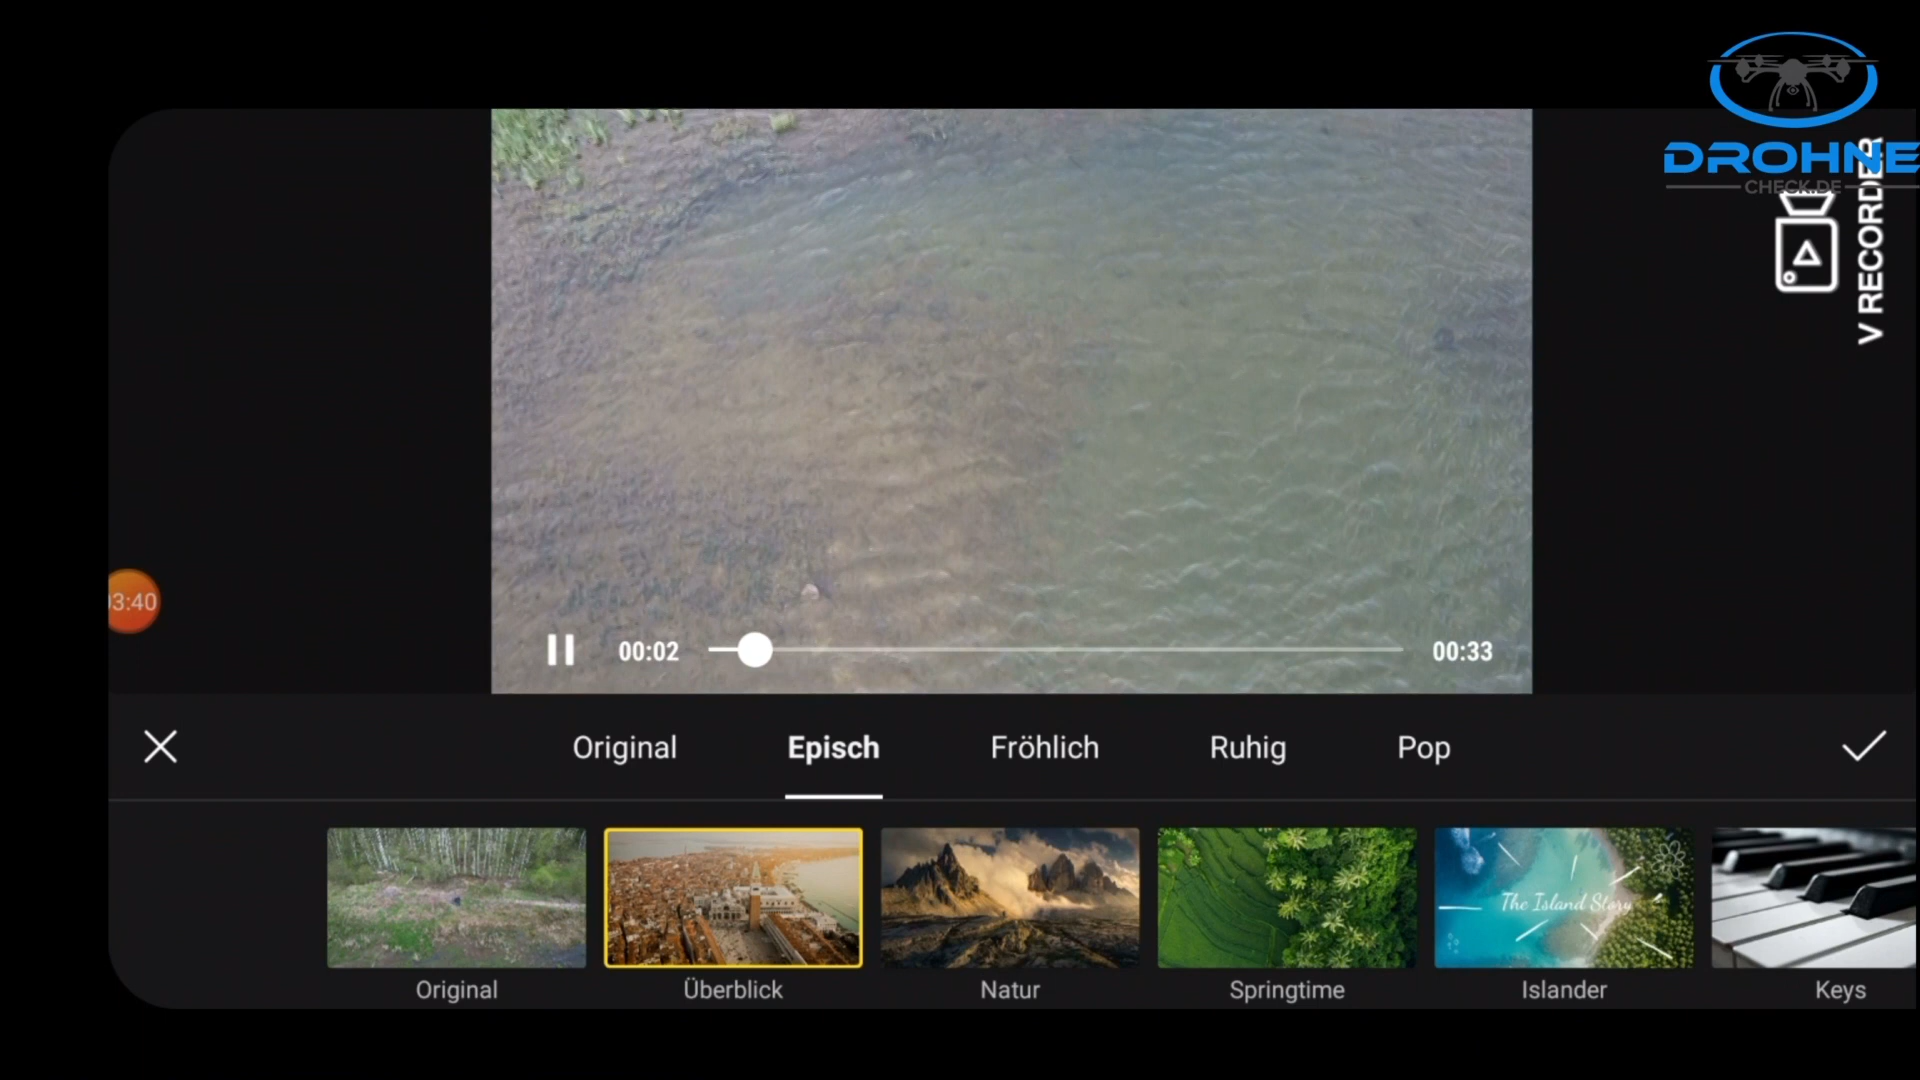 DROHNE
CHECK.DE
V RECORDER
3:40
00:02
00:33
Original
Episch
Fröhlich
Ruhig
Pop
The Island Story
Original
Überblick
Natur
Springtime
Islander
Keys